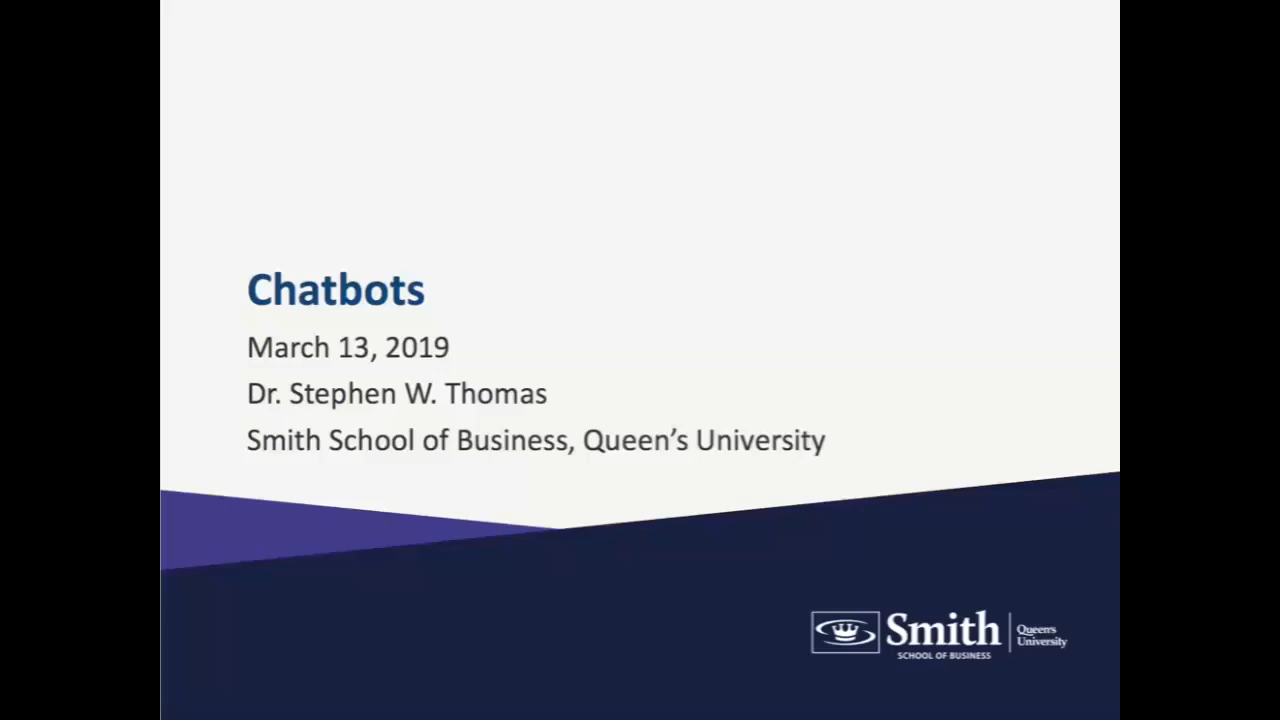 Chatbots
March 13, 2019
Dr. Stephen W. Thomas
Smith School of Business, Queen's University
Smith
SCHOOL OF BUSINESS
Queen's
University